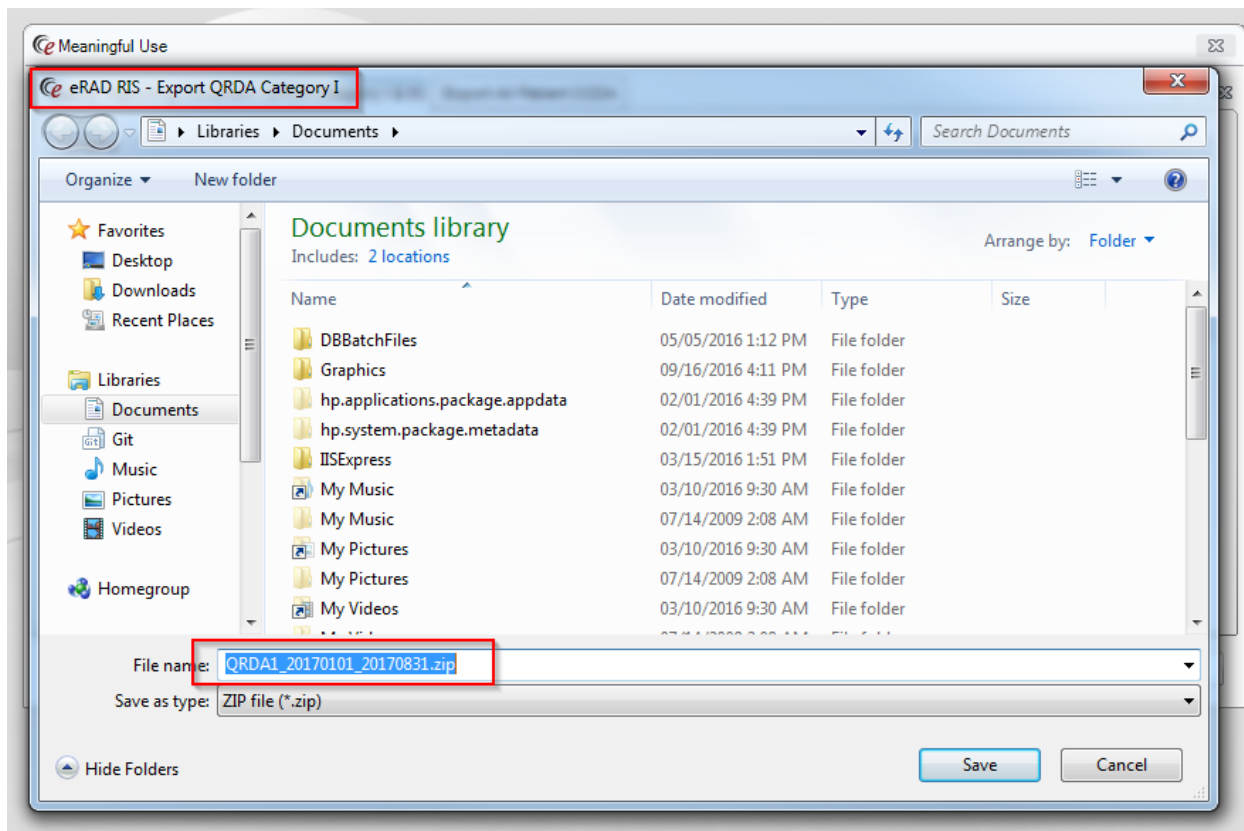 Meaningful Use
eRAD RIS - Export QRDA Category I
Libraries Documents
Search Documents
Organize New folder
Favorites
Desktop
Downloads
Recent Places
Libraries
Documents
Git
Music
Pictures
Videos
Homegroup
Documents library
Includes: 2 locations
Arrange by: Folder
Name Date modified Type Size
DBBatchFiles 05/05/2016 1:12 PM File folder
Graphics 09/16/2016 4:11 PM File folder
hp.applications.package.appdata 02/01/2016 4:39 PM File folder
hp.system.package.metadata 02/01/2016 4:39 PM File folder
IISExpress 03/15/2016 1:51 PM File folder
My Music 03/10/2016 9:30 AM File folder
My Music 07/14/2009 2:08 AM File folder
My Pictures 03/10/2016 9:30 AM File folder
My Pictures 07/14/2009 2:08 AM File folder
My Videos 03/10/2016 9:30 AM File folder
File name: QRDA1_20170101_20170831.zip
Save as type: ZIP file (*.zip)
Hide Folders
Save Cancel